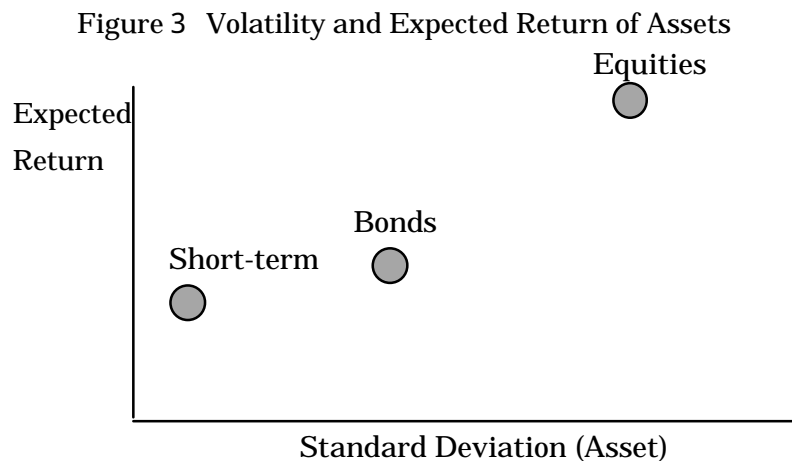 Figure 3 Volatility and Expected Return of Assets
Equities
Expected
Return
Bonds
Short-term
Standard Deviation (Asset)